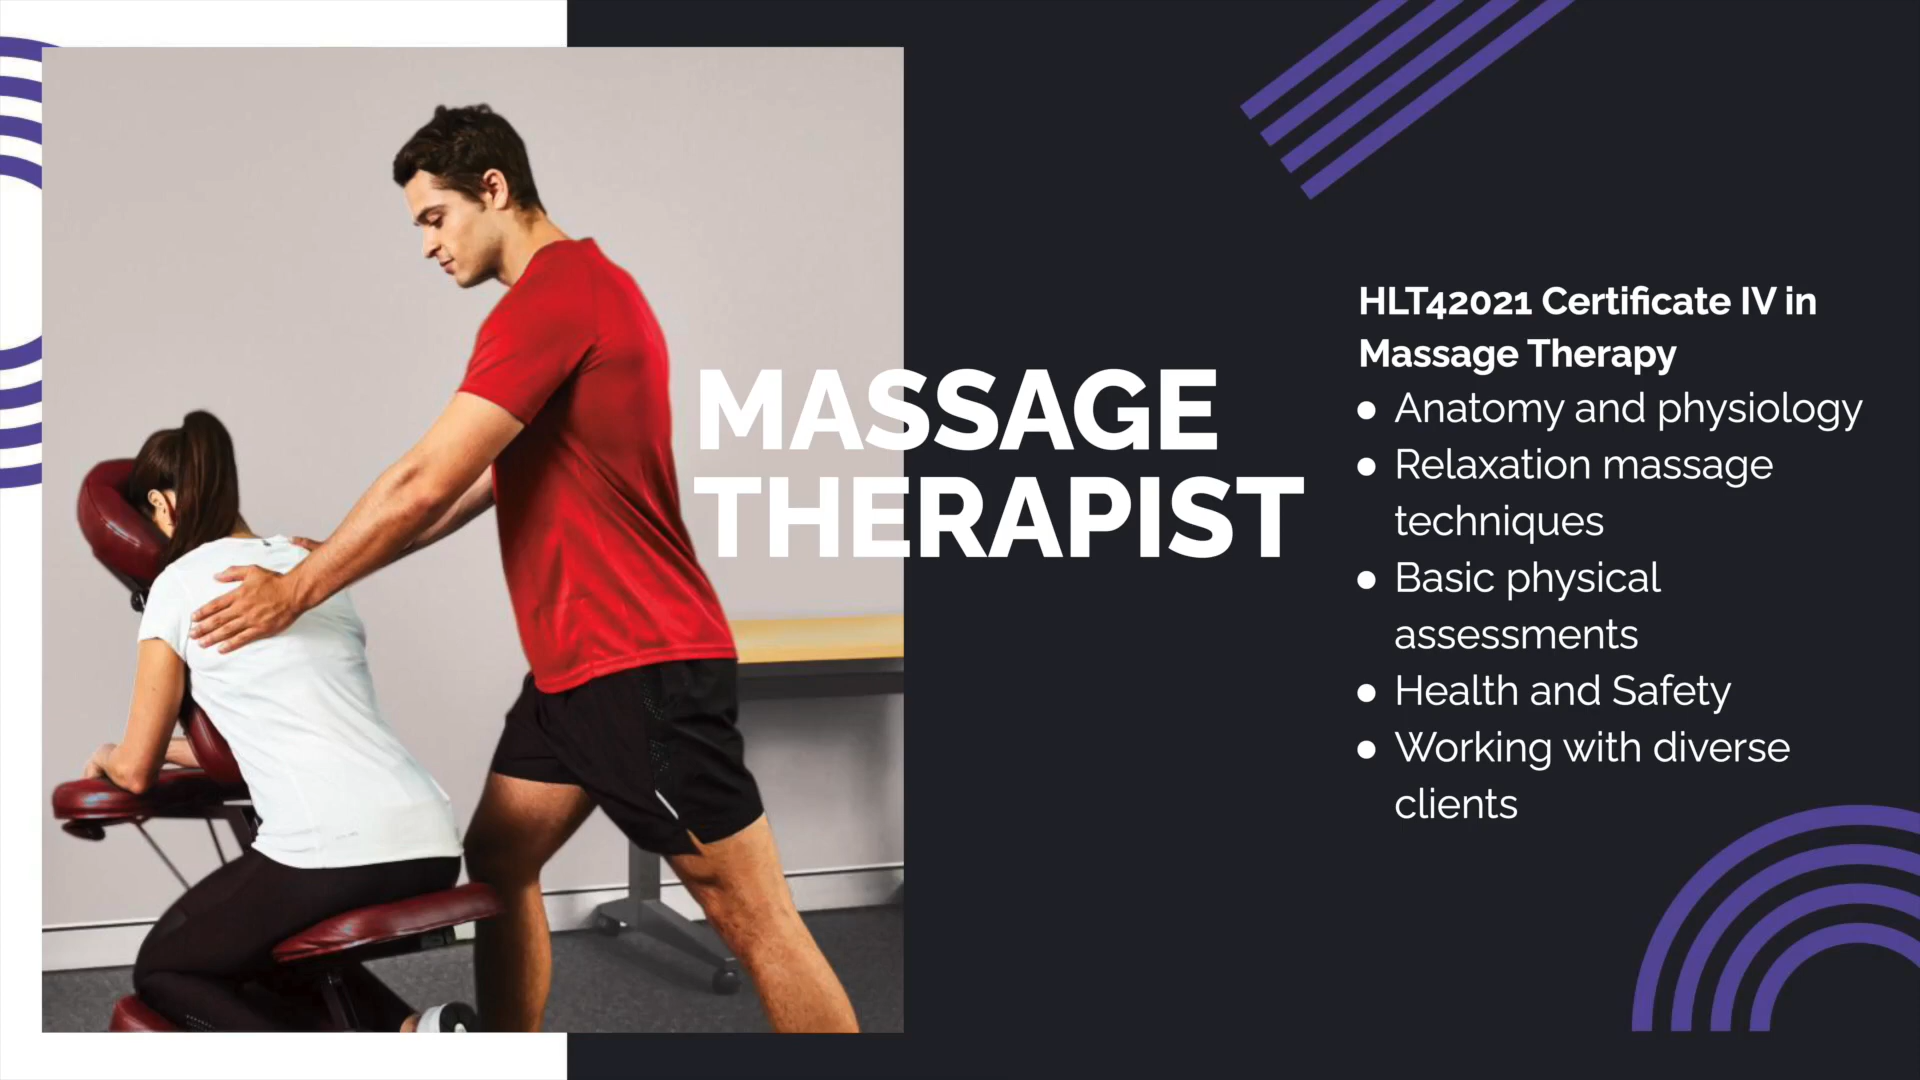 MASSAGE
THERAPIST
HLT42021 Certificate IV in
Massage Therapy
● Anatomy and physiology
● Relaxation massage
techniques
● Basic physical
assessments
● Health and Safety
● Working with diverse
clients